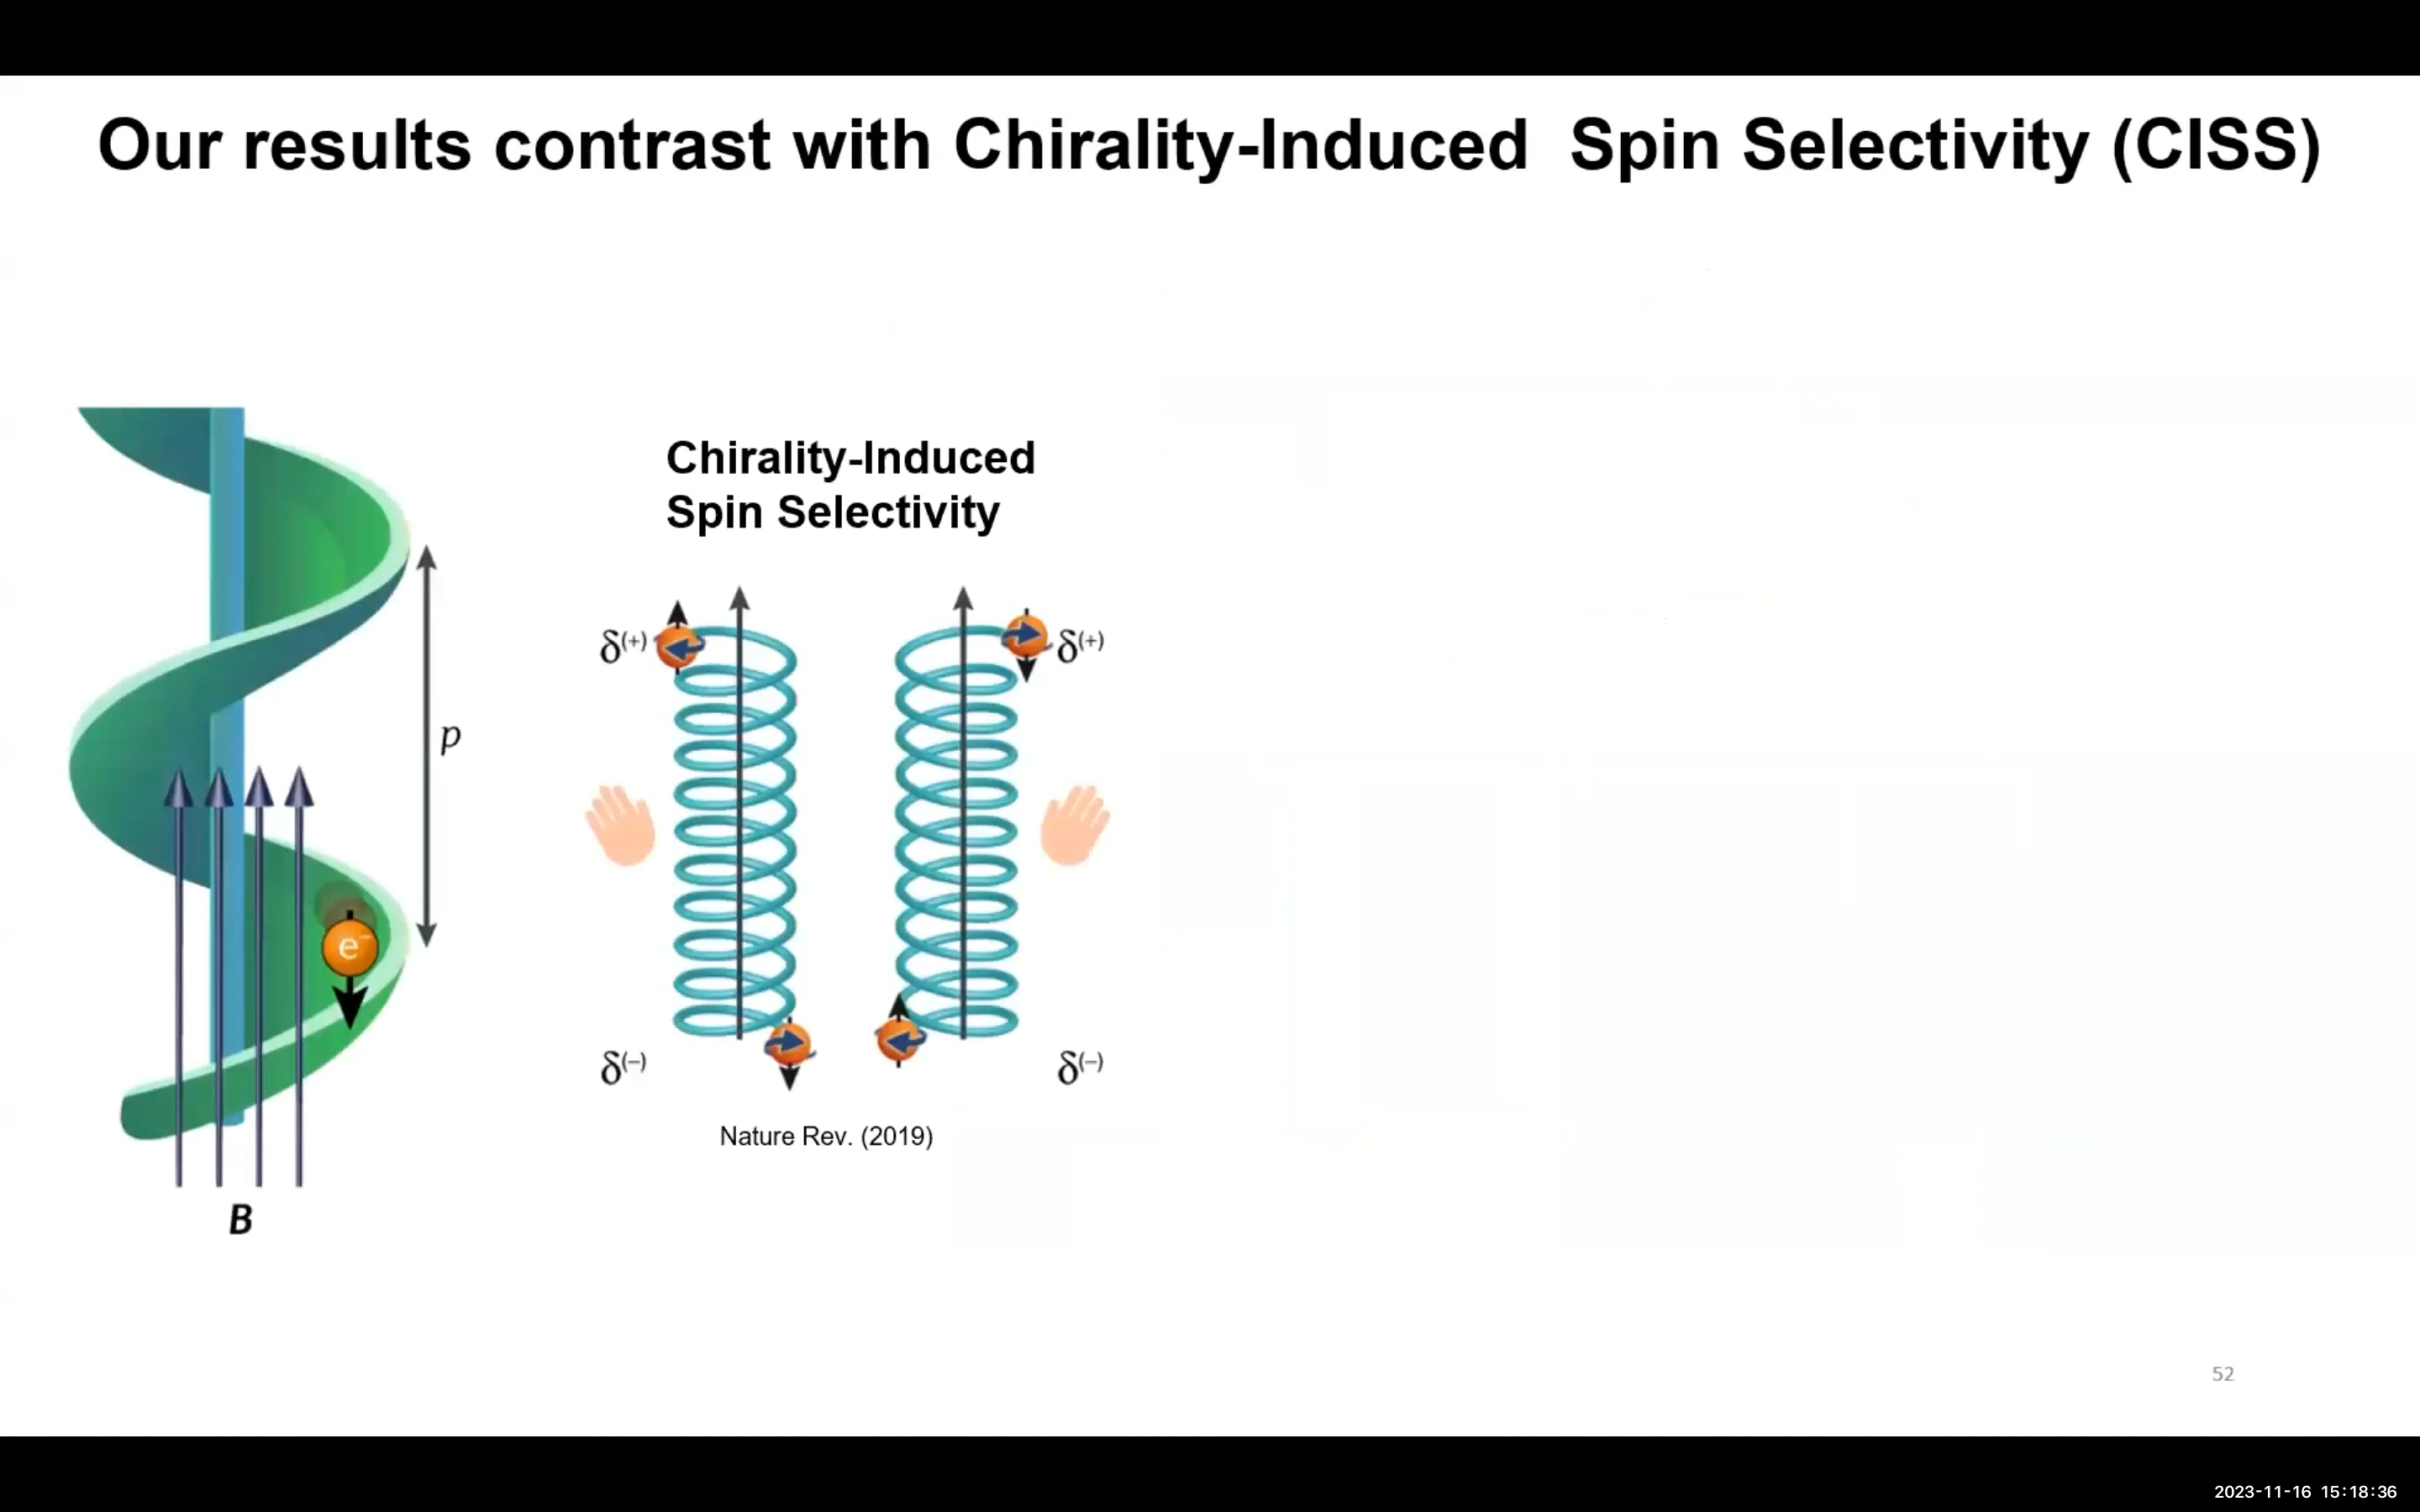 Our results contrast with Chirality-Induced  Spin Selectivity (CISS)
Chirality-Induced
Spin Selectivity
δ(+)
δ(+)
p
e⁻
δ(−)
δ(−)
Nature Rev. (2019)
B
52
2023-11-16 15:18:36